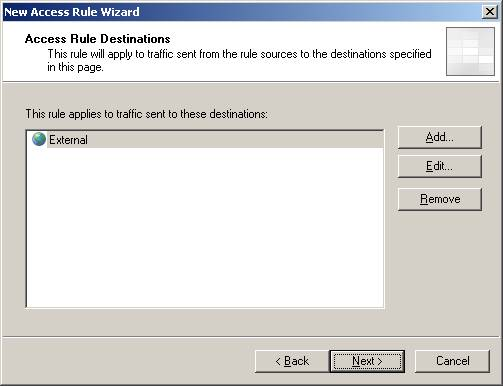 New Access Rule Wizard
Access Rule Destinations
This rule will apply to traffic sent from the rule sources to the destinations specified
in this page.
This rule applies to traffic sent to these destinations:
External
Add...
Edit...
Remove
< Back
Next >
Cancel